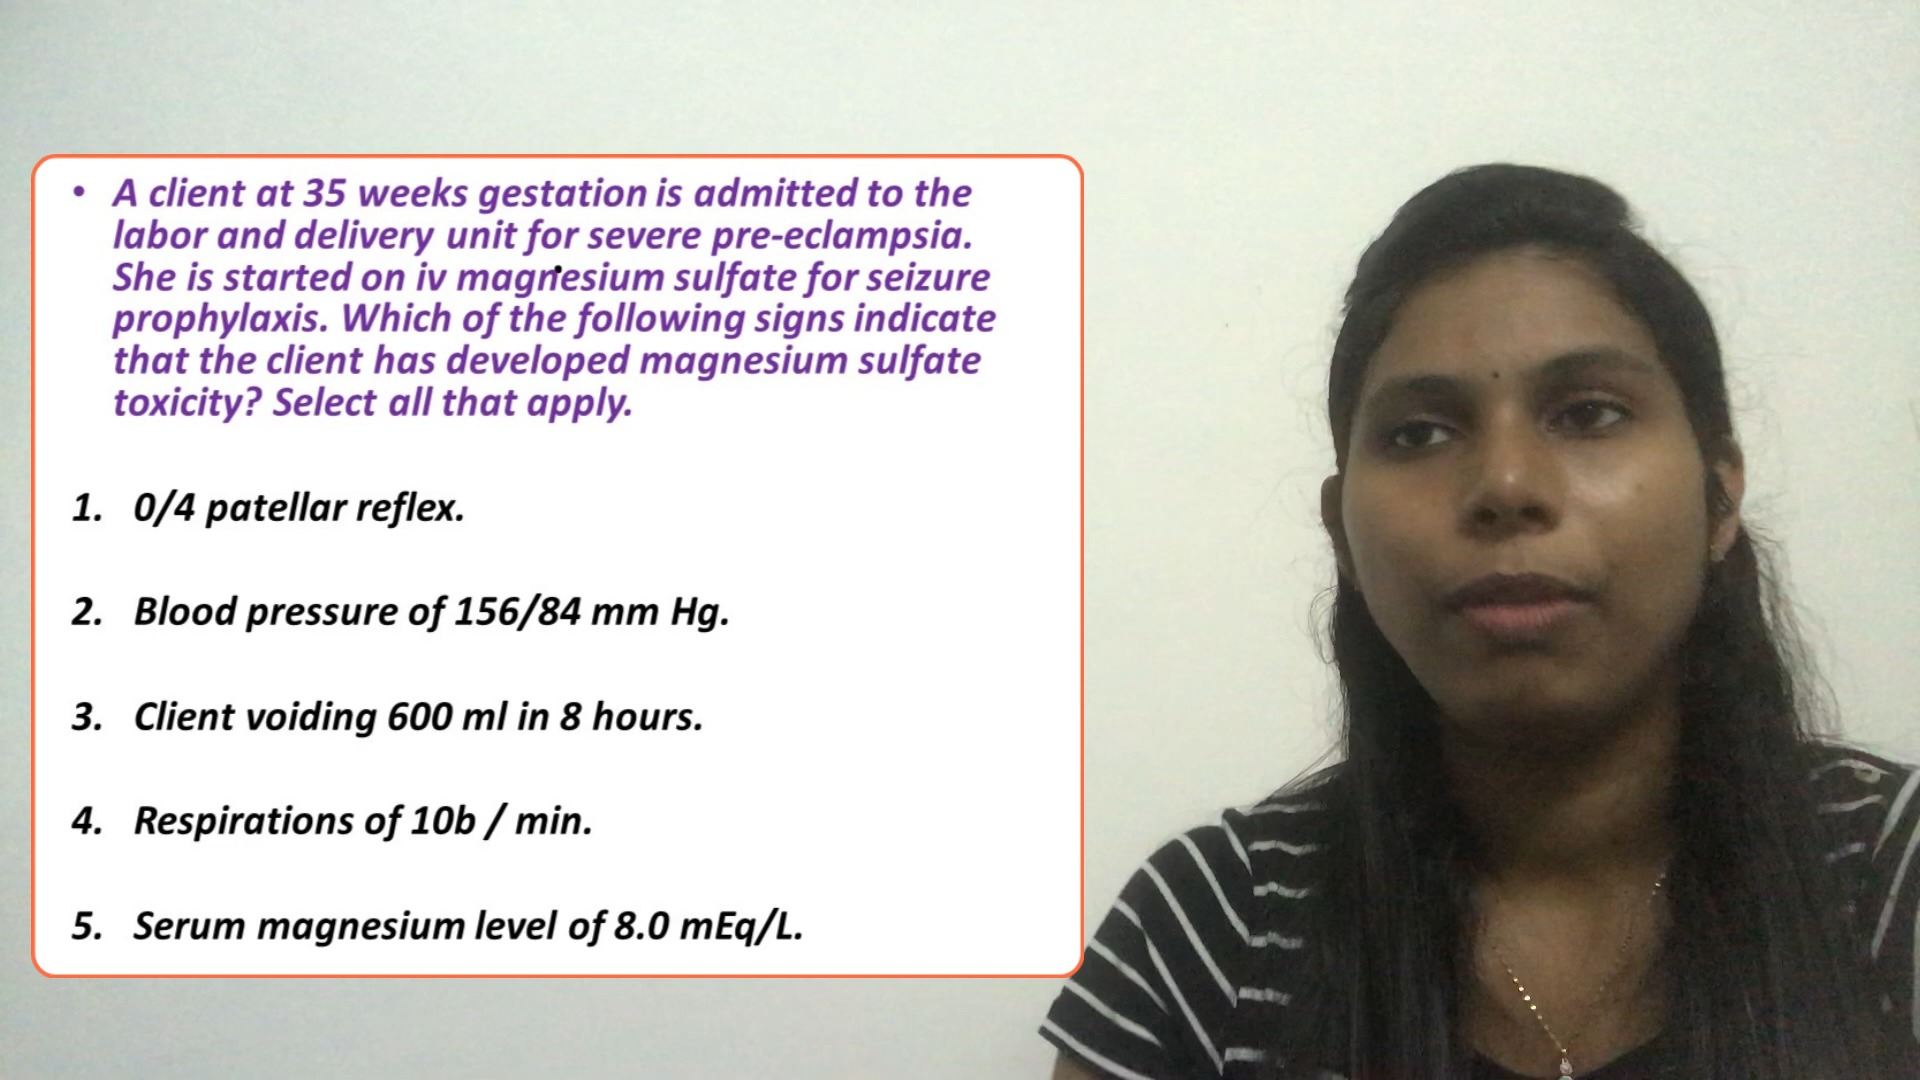 • A client at 35 weeks gestation is admitted to the
labor and delivery unit for severe pre-eclampsia.
She is started on iv magnesium sulfate for seizure
prophylaxis. Which of the following signs indicate
that the client has developed magnesium sulfate
toxicity? Select all that apply.
1. 0/4 patellar reflex.
2. Blood pressure of 156/84 mm Hg.
3. Client voiding 600 ml in 8 hours.
4. Respirations of 10b / min.
5. Serum magnesium level of 8.0 mEq/L.